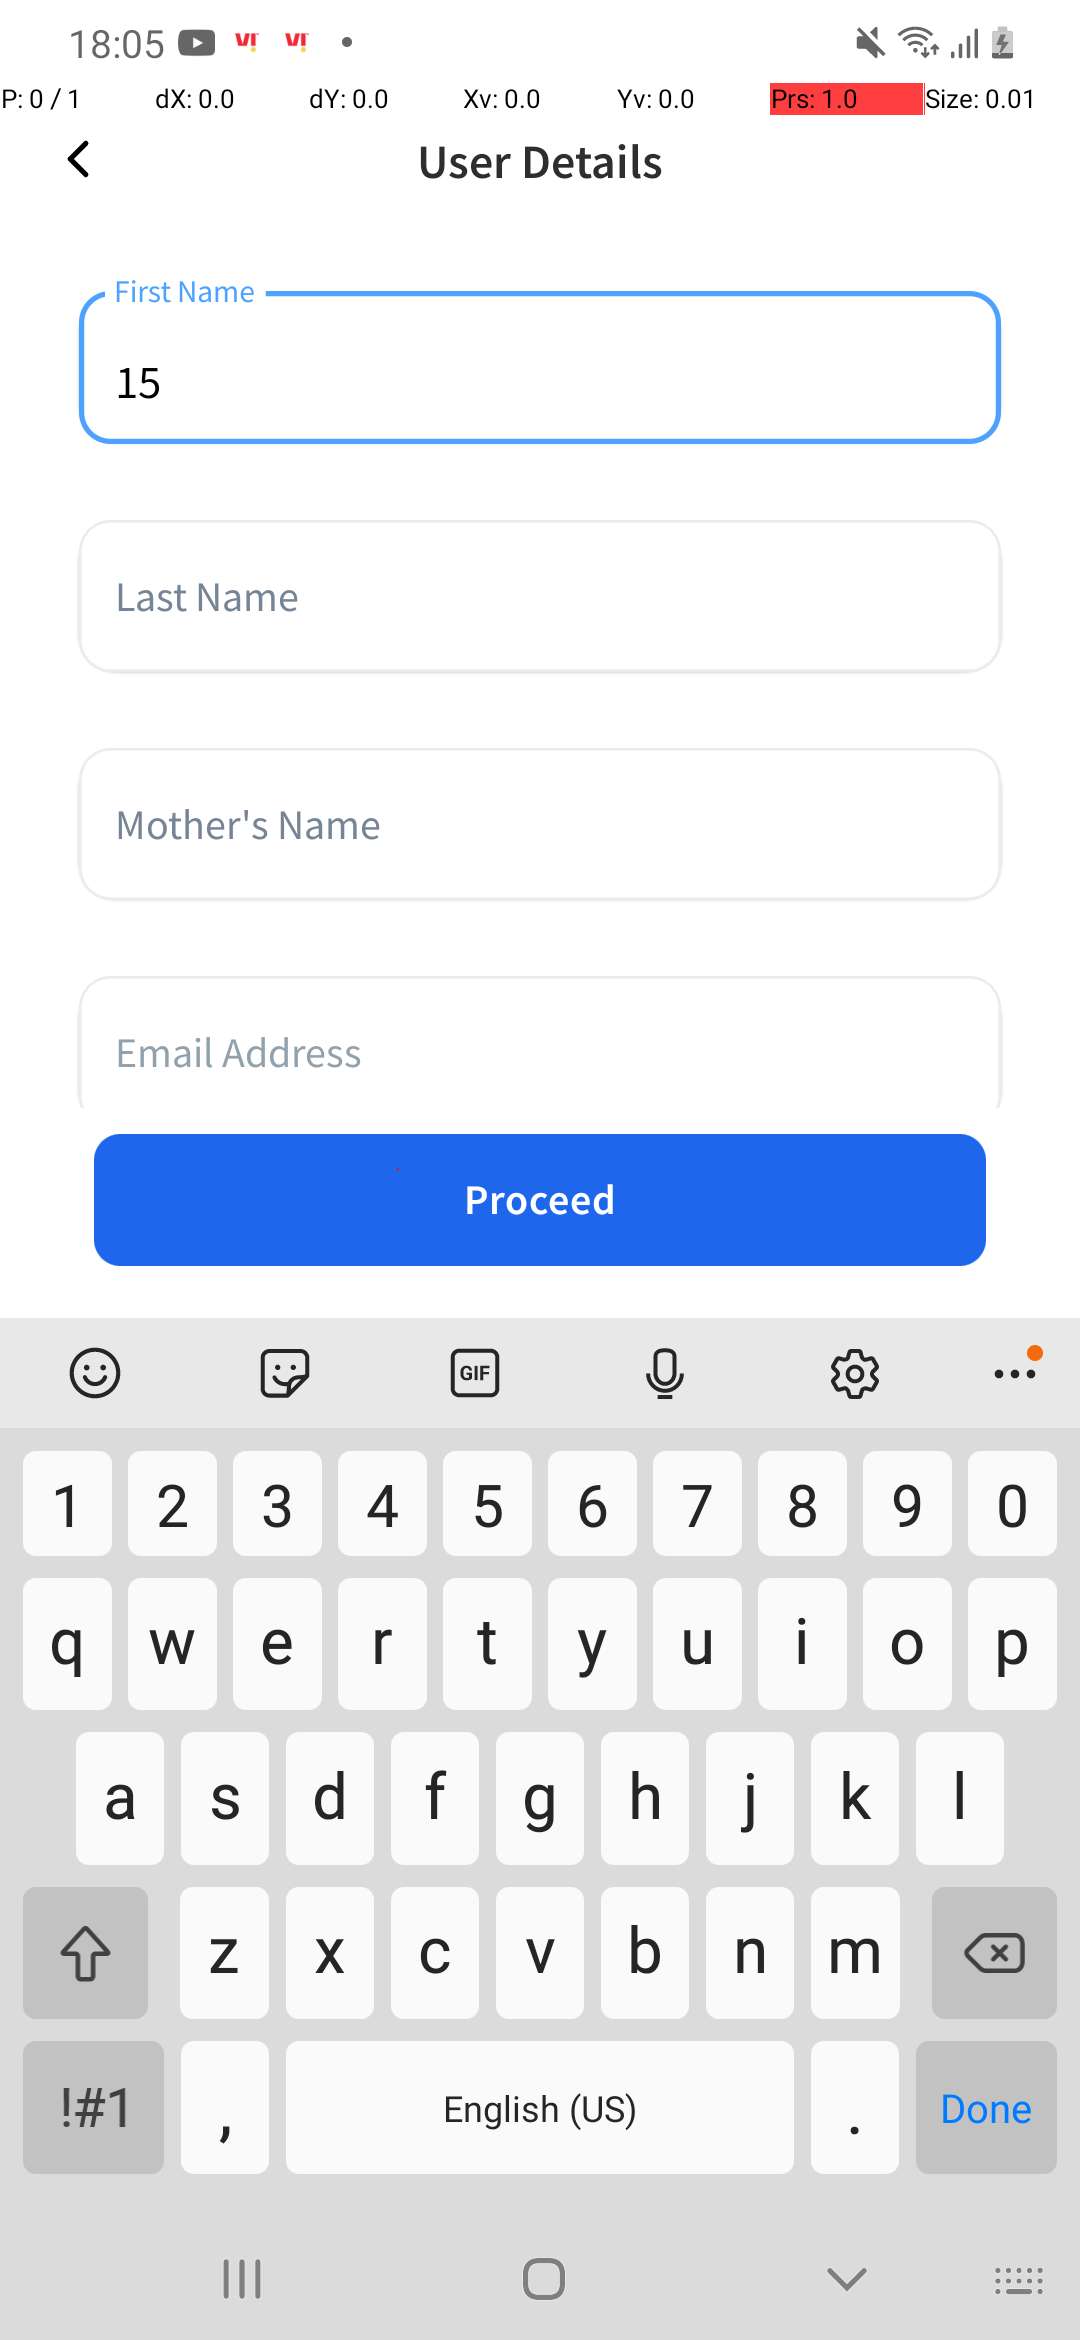 18:05 VI! VI!
P: 0 / 1 dX: 0.0 dY: 0.0 Xv: 0.0 Yv: 0.0 Prs: 1.0 Size: 0.01
User Details
First Name
15
Last Name
Mother's Name
Email Address
Proceed
GIF
1 2 3 4 5 6 7 8 9 0
q w e r t y u i o p
a s d f g h j k l
z x c v b n m
!#1 , English (US) . Done